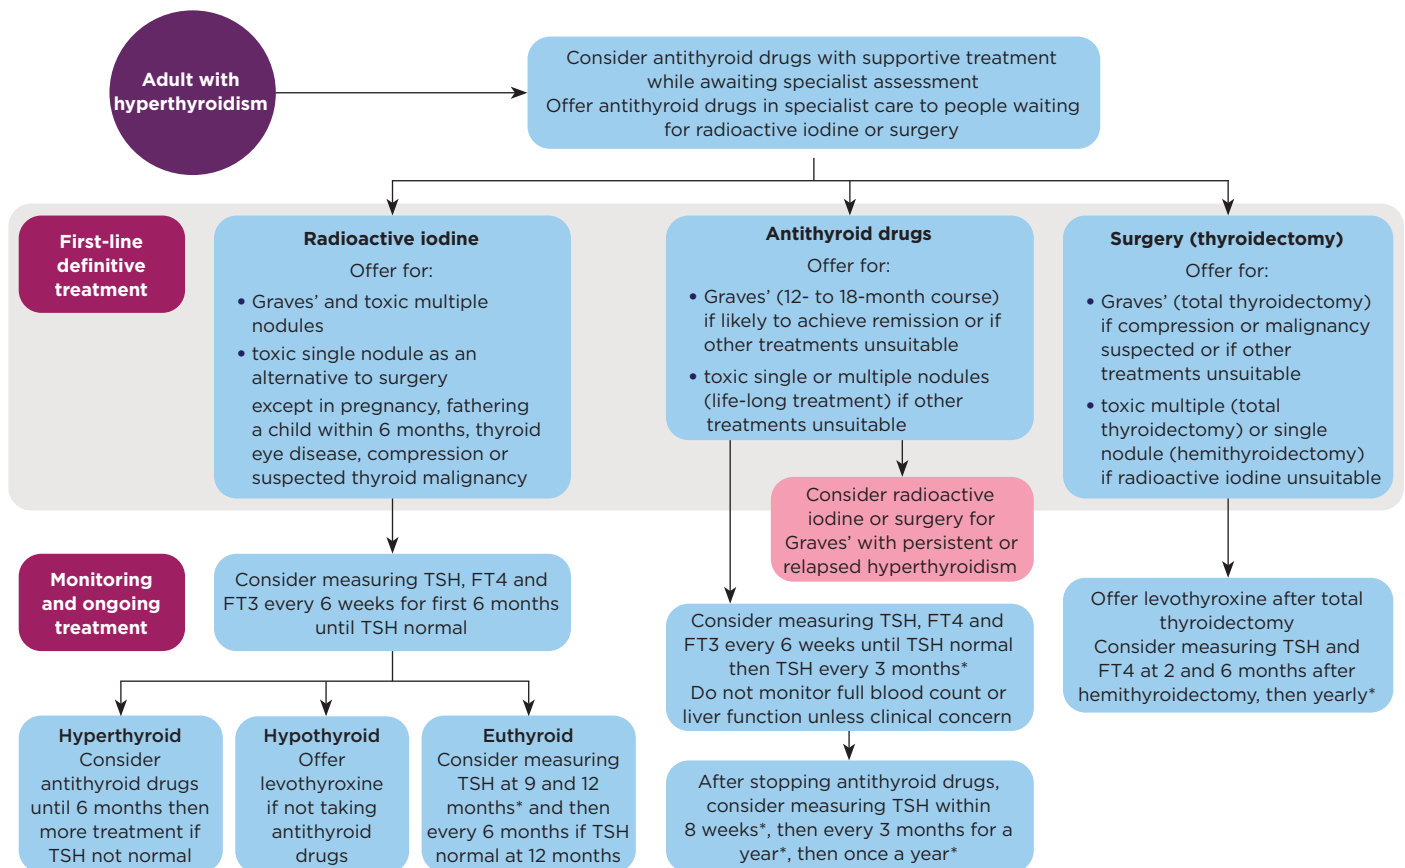 Adult with
hyperthyroidism
Consider antithyroid drugs with supportive treatment
while awaiting specialist assessment
Offer antithyroid drugs in specialist care to people waiting
for radioactive iodine or surgery
First-line
definitive
treatment
Radioactive iodine
Offer for:
• Graves’ and toxic multiple
nodules
• toxic single nodule as an
alternative to surgery
except in pregnancy, fathering
a child within 6 months, thyroid
eye disease, compression or
suspected thyroid malignancy
Antithyroid drugs
Offer for:
• Graves’ (12- to 18-month course)
if likely to achieve remission or if
other treatments unsuitable
• toxic single or multiple nodules
(life-long treatment) if other
treatments unsuitable
Surgery (thyroidectomy)
Offer for:
• Graves’ (total thyroidectomy)
if compression or malignancy
suspected or if other
treatments unsuitable
• toxic multiple (total
thyroidectomy) or single
nodule (hemithyroidectomy)
if radioactive iodine unsuitable
Consider radioactive
iodine or surgery for
Graves’ with persistent or
relapsed hyperthyroidism
Monitoring
and ongoing
treatment
Consider measuring TSH, FT4 and
FT3 every 6 weeks for first 6 months
until TSH normal
Consider measuring TSH, FT4 and
FT3 every 6 weeks until TSH normal
then TSH every 3 months*
Do not monitor full blood count or
liver function unless clinical concern
Offer levothyroxine after total
thyroidectomy
Consider measuring TSH and
FT4 at 2 and 6 months after
hemithyroidectomy, then yearly*
Hyperthyroid
Consider
antithyroid drugs
until 6 months then
more treatment if
TSH not normal
Hypothyroid
Offer
levothyroxine
if not taking
antithyroid
drugs
Euthyroid
Consider measuring
TSH at 9 and 12
months* and then
every 6 months if TSH
normal at 12 months
After stopping antithyroid drugs,
consider measuring TSH within
8 weeks*, then every 3 months for a
year*, then once a year*